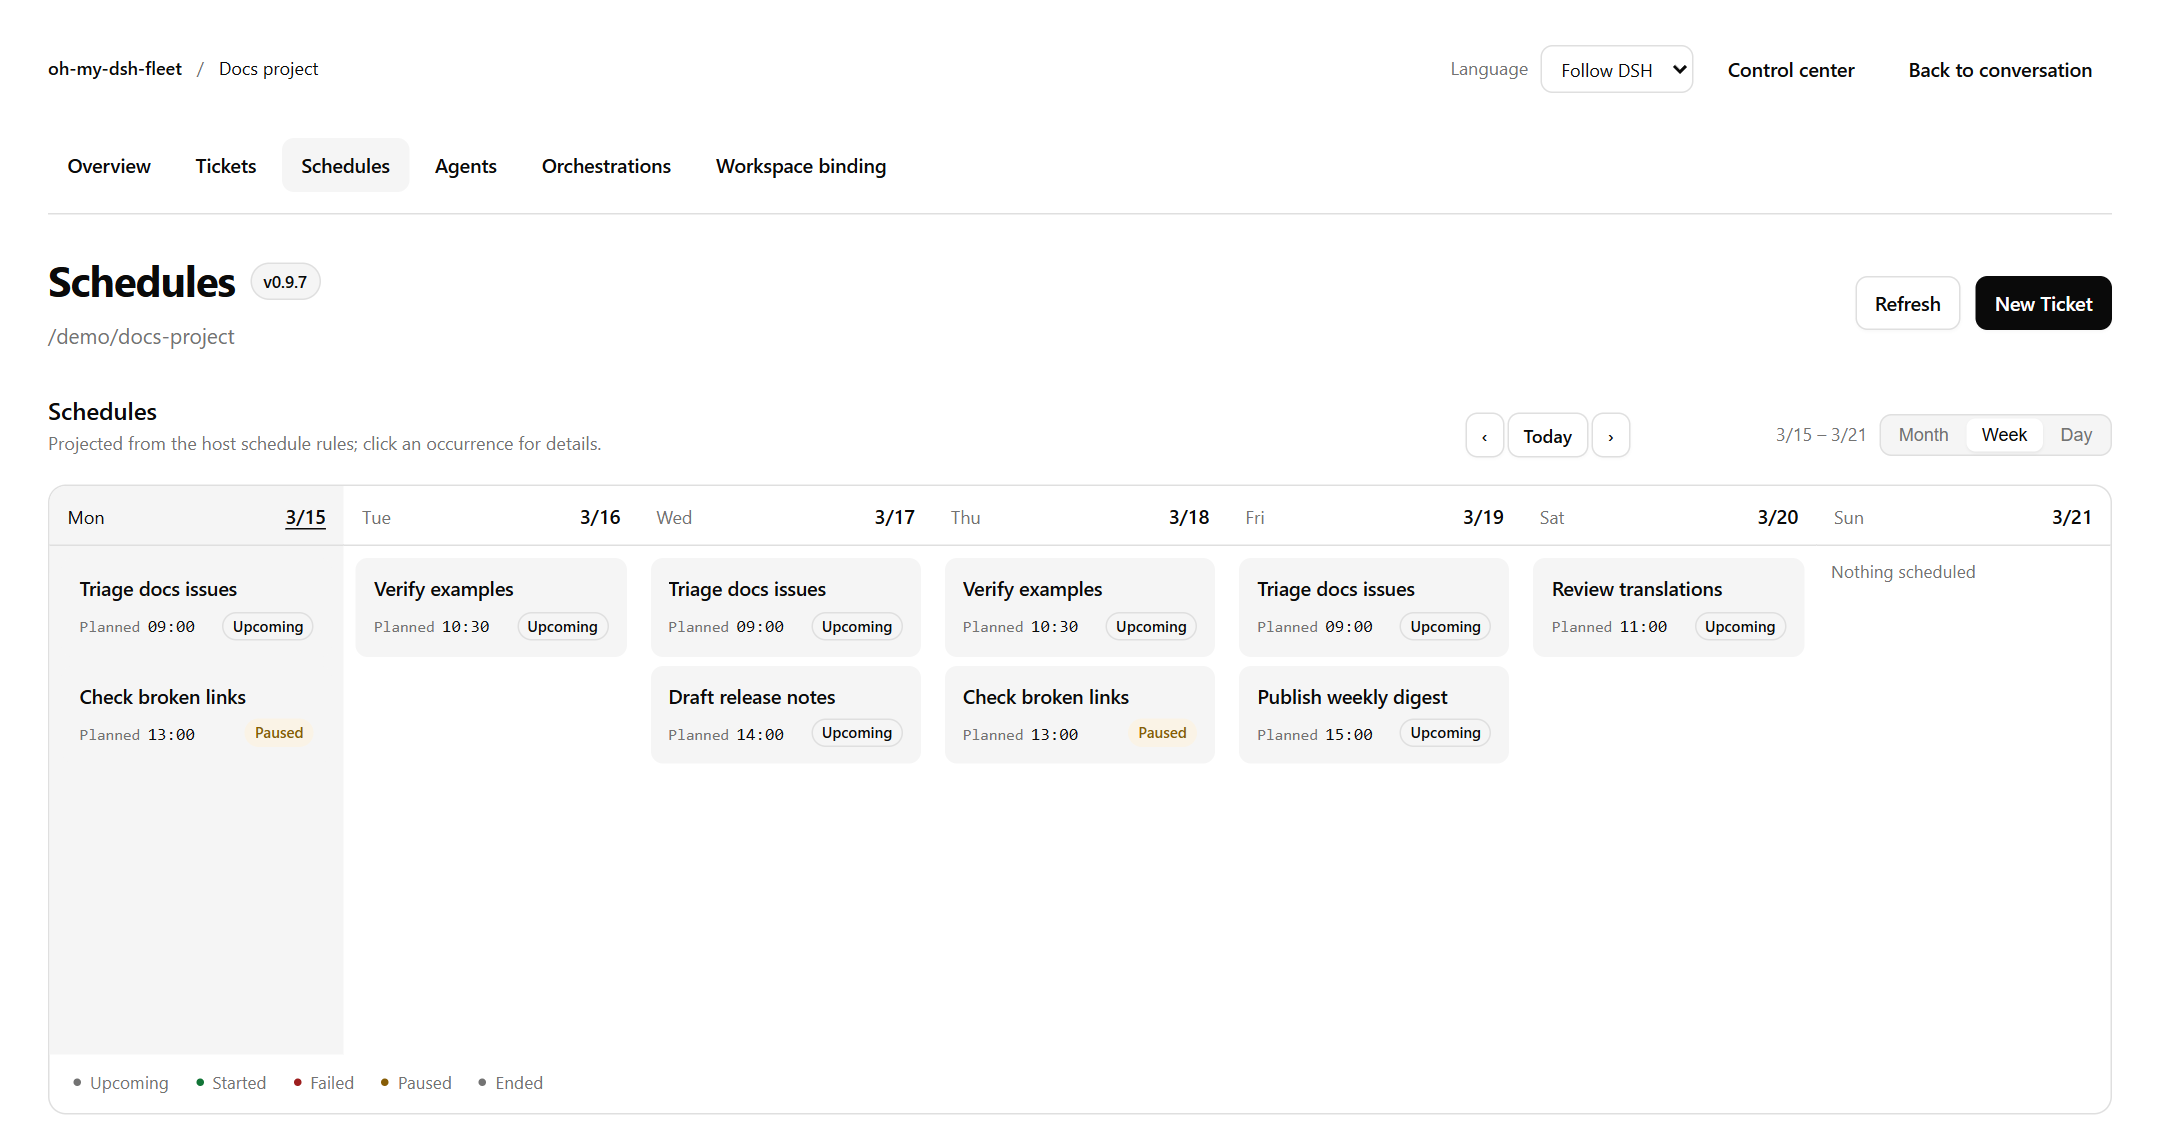 oh-my-dsh-fleet / Docs project
Language Follow DSH Control center Back to conversation
Overview Tickets Schedules Agents Orchestrations Workspace binding
Schedules v0.9.7
/demo/docs-project
Refresh New Ticket
Schedules
Projected from the host schedule rules; click an occurrence for details.
‹ Today › 3/15 – 3/21 Month Week Day
Mon 3/15 Tue 3/16 Wed 3/17 Thu 3/18 Fri 3/19 Sat 3/20 Sun 3/21
Triage docs issues
Planned 09:00 Upcoming
Check broken links
Planned 13:00 Paused
Verify examples
Planned 10:30 Upcoming
Triage docs issues
Planned 09:00 Upcoming
Draft release notes
Planned 14:00 Upcoming
Verify examples
Planned 10:30 Upcoming
Check broken links
Planned 13:00 Paused
Triage docs issues
Planned 09:00 Upcoming
Publish weekly digest
Planned 15:00 Upcoming
Review translations
Planned 11:00 Upcoming
Nothing scheduled
Upcoming Started Failed Paused Ended